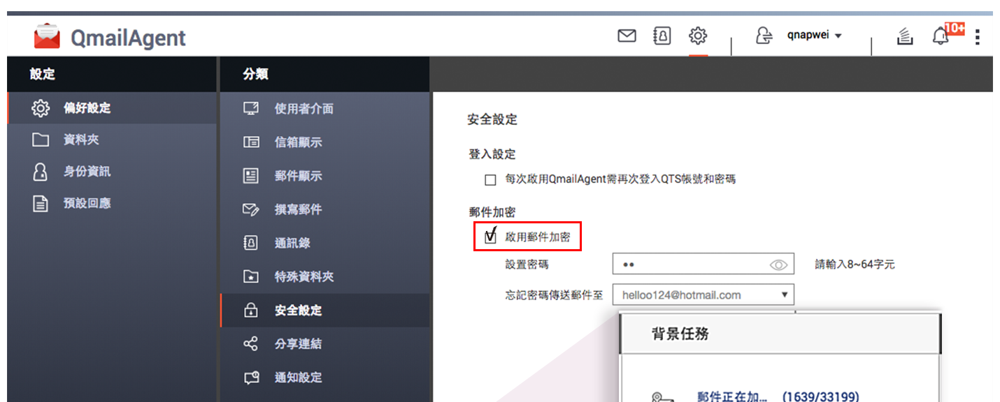 QmailAgent
qnapwei
10+
設定
偏好設定
資料夾
身份資訊
預設回應
分類
使用者介面
信箱顯示
郵件顯示
撰寫郵件
通訊錄
特殊資料夾
安全設定
分享連結
通知設定
安全設定
登入設定
每次啟用QmailAgent需再次登入QTS帳號和密碼
郵件加密
啟用郵件加密
設置密碼 •• 請輸入8~64字元
忘記密碼傳送郵件至 helloo124@hotmail.com
背景任務
郵件正在加... (1639/33199)